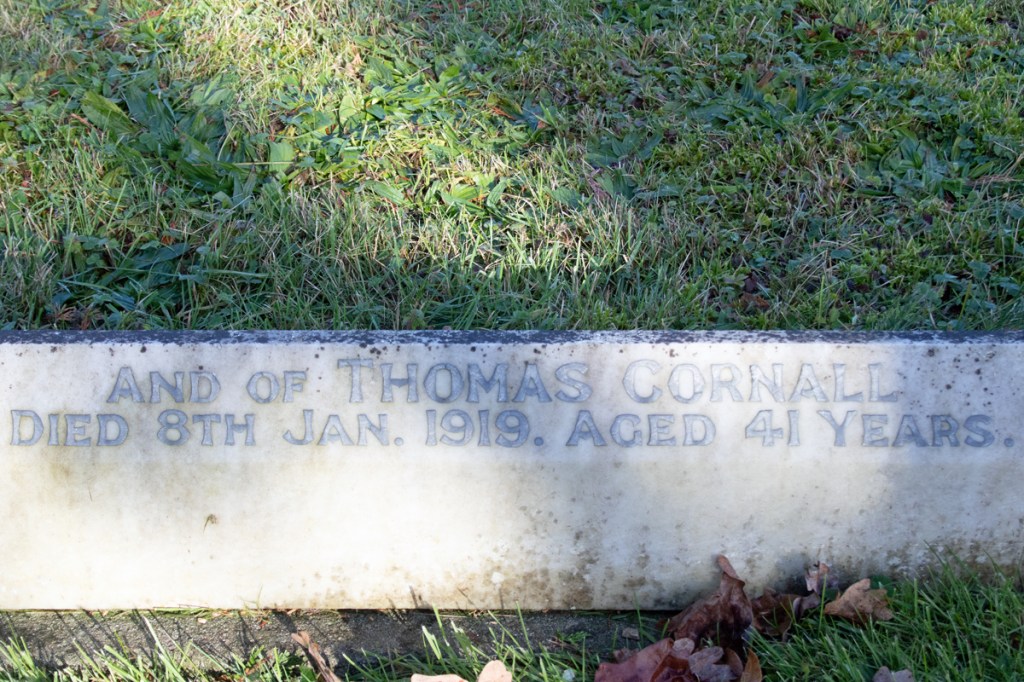 AND OF THOMAS CORNALL
DIED 8TH JAN. 1919. AGED 41 YEARS.